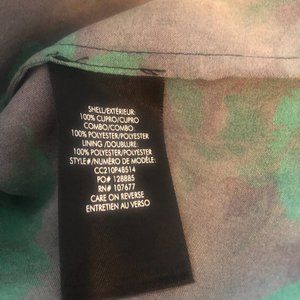 SHELL/EXTÉRIEUR:
100% CUPRO/CUPRO
COMBO/COMBO:
100% POLYESTER/POLYESTER
LINING /DOUBLURE:
100% POLYESTER/POLYESTER
STYLE#/NUMÉRO DE MODÈLE:
CC210P4B514
PO# 128885
RN# 107677
CARE ON REVERSE
ENTRETIEN AU VERSO